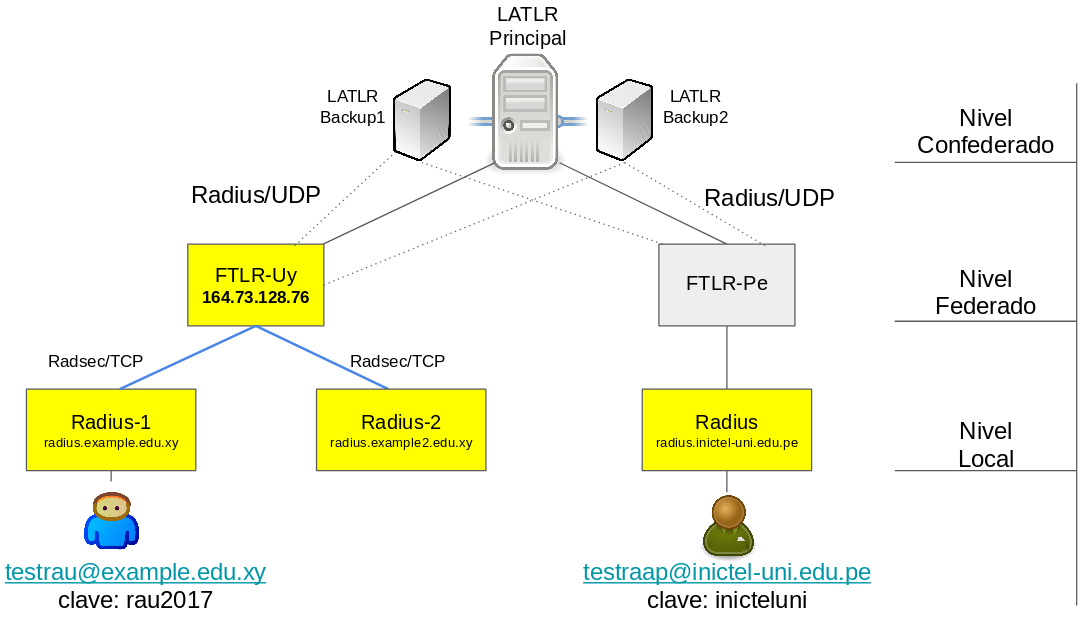 LATLR
Principal
LATLR
Backup1
LATLR
Backup2
Nivel
Confederado
Radius/UDP
Radius/UDP
FTLR-Uy
164.73.128.76
FTLR-Pe
Nivel
Federado
Radsec/TCP
Radsec/TCP
Radius-1
radius.example.edu.xy
Radius-2
radius.example2.edu.xy
Radius
radius.inictel-uni.edu.pe
Nivel
Local
testrau@example.edu.xy
clave: rau2017
testraap@inictel-uni.edu.pe
clave: inicteluni